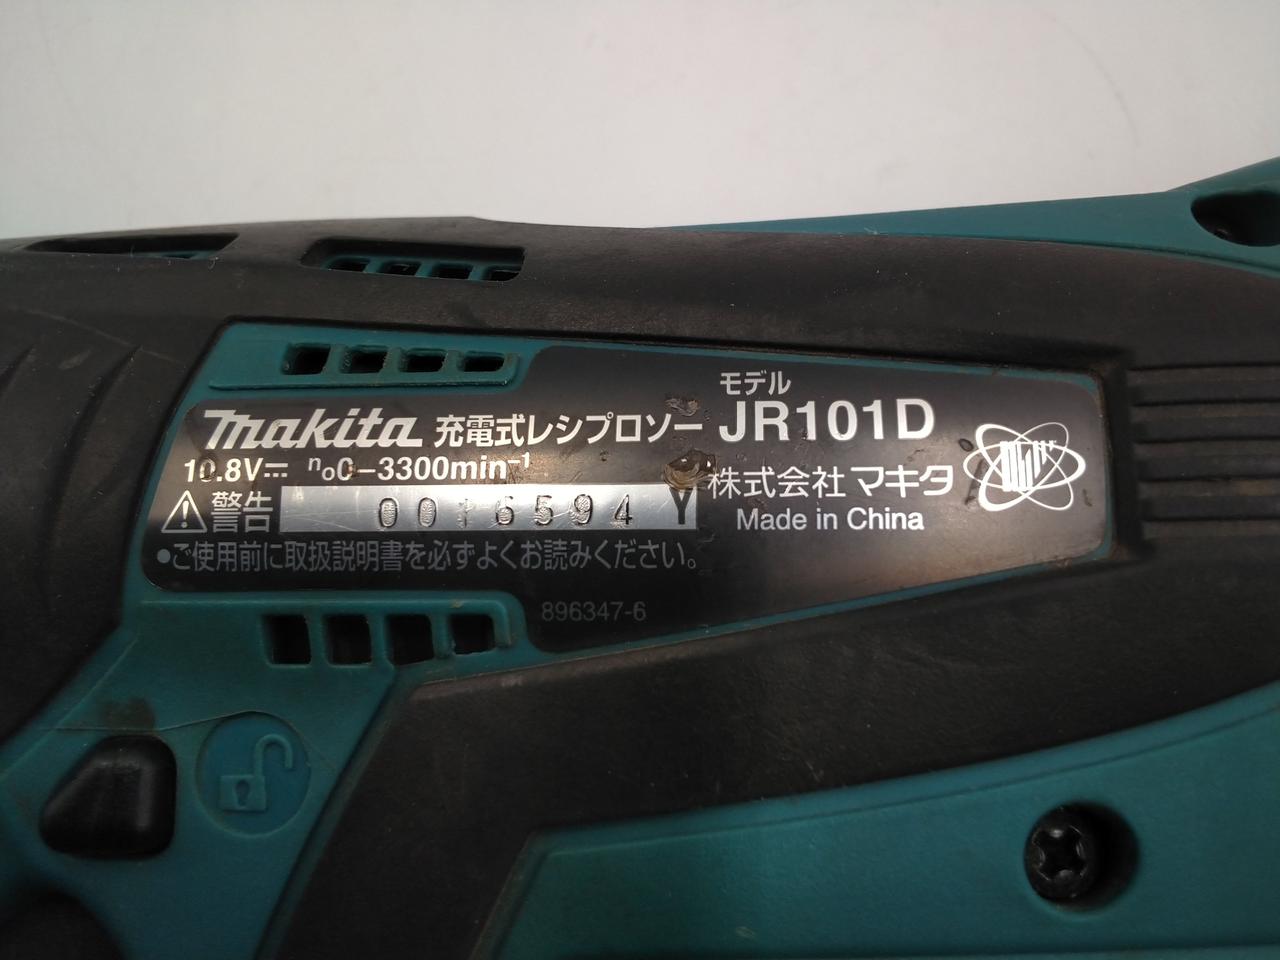 makita 充電式レシプロソー モデル JR101D
10.8V⎓ n₀0-3300min⁻¹
警告 0016594 Y
株式会社 マキタ
Made in China
•ご使用前に取扱説明書を必ずよくお読みください。
896347-6